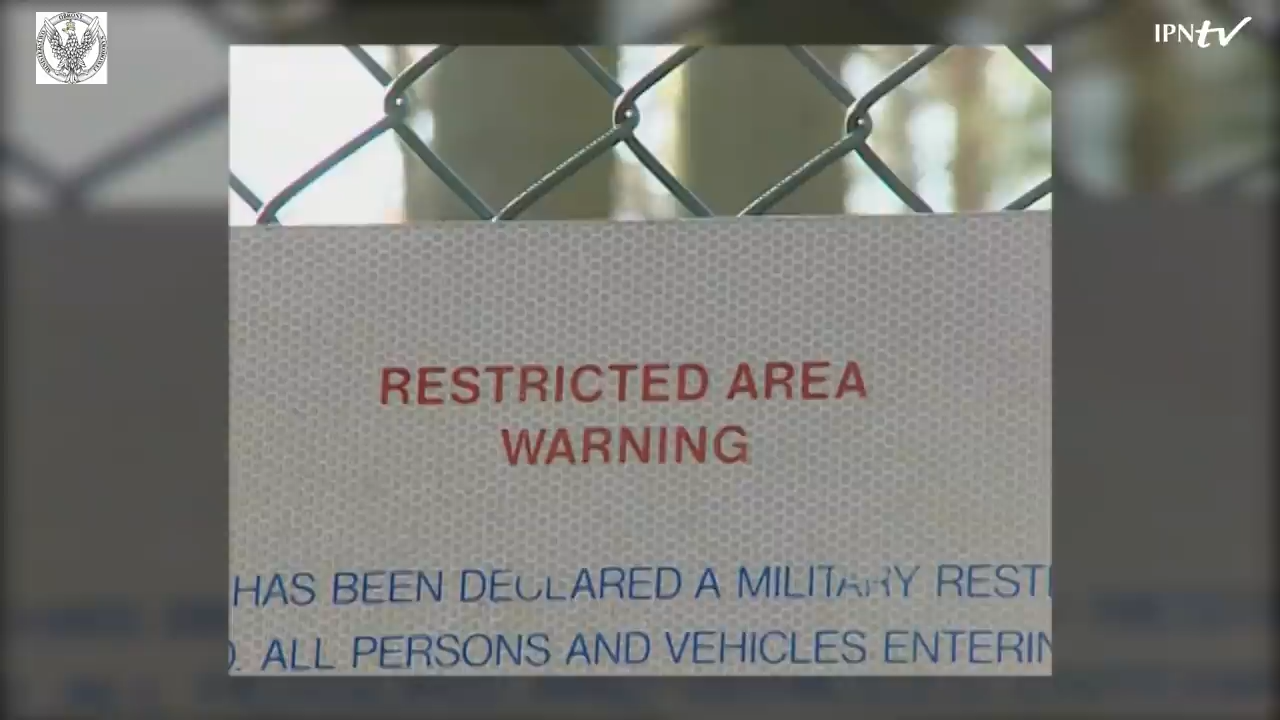 IPNtv
RESTRICTED AREA
WARNING
HAS BEEN DECLARED A MILITARY
ALL PERSONS AND VEHICLES